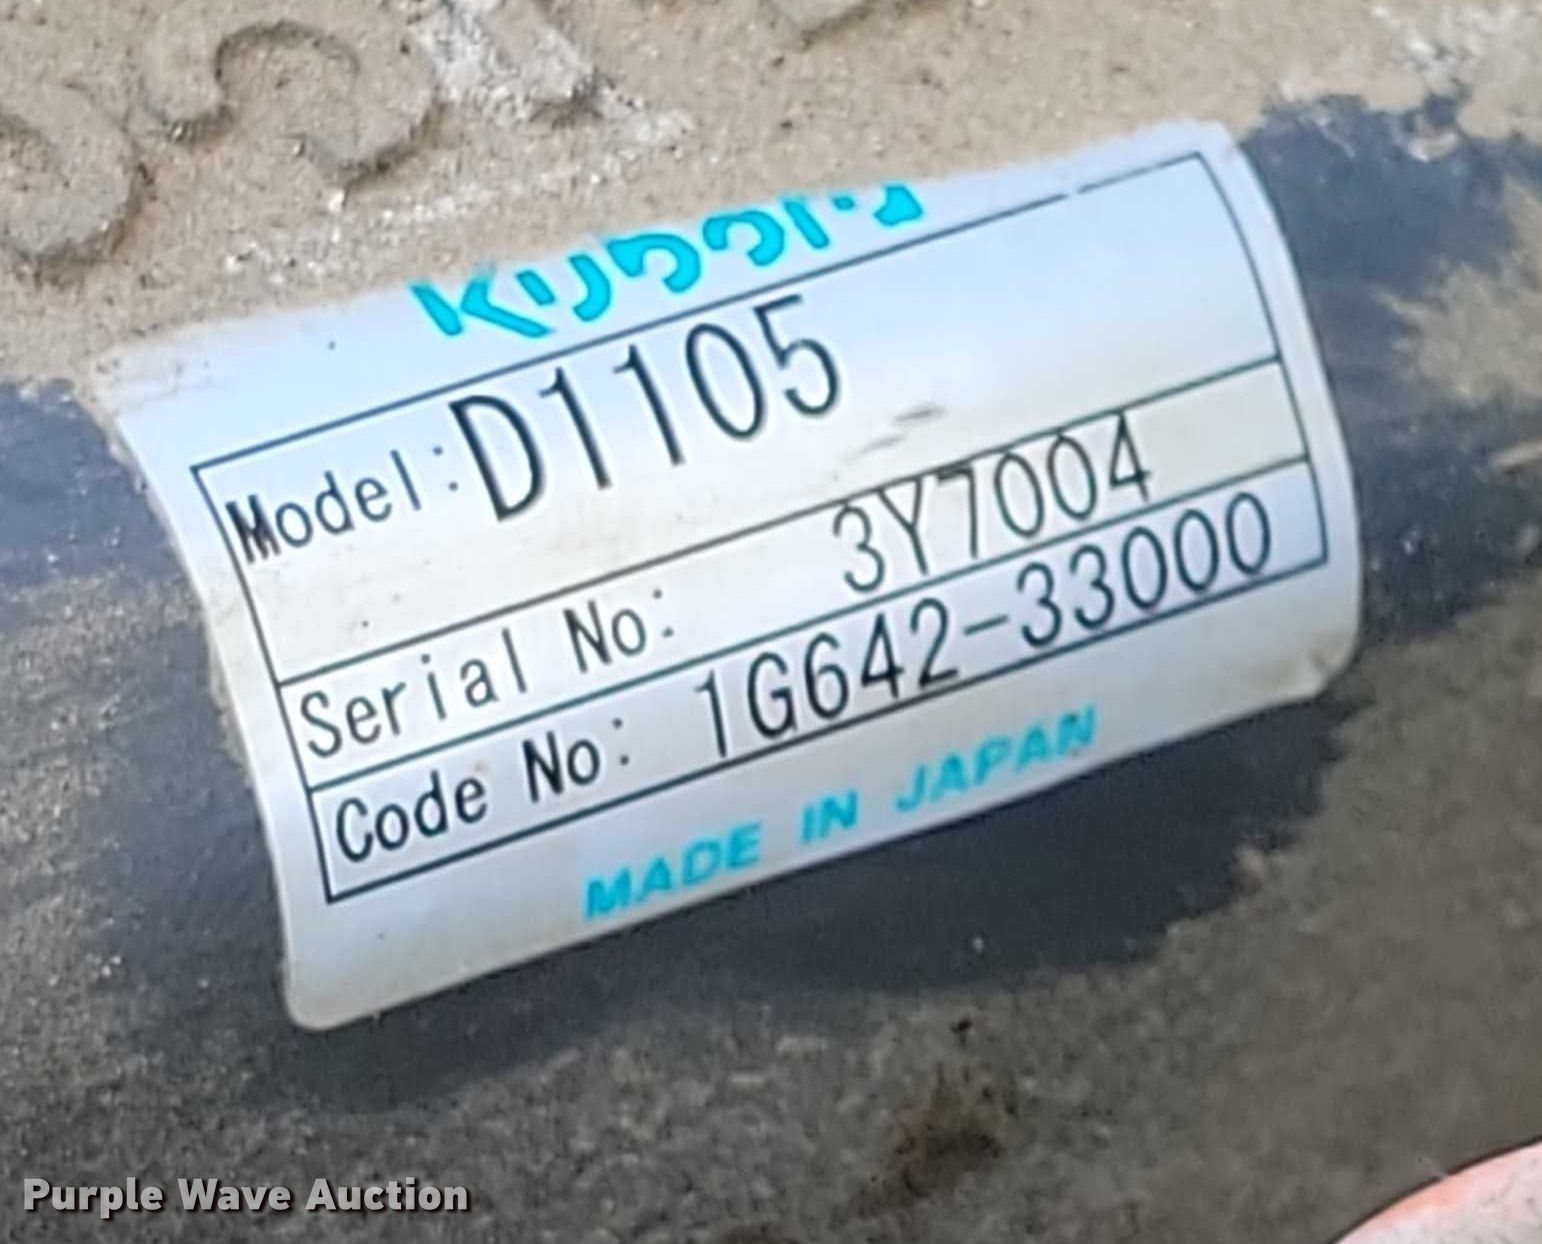 Kubota
Model: D1105
Serial No: 3Y7004
Code No: 1G642-33000
MADE IN JAPAN
Purple Wave Auction